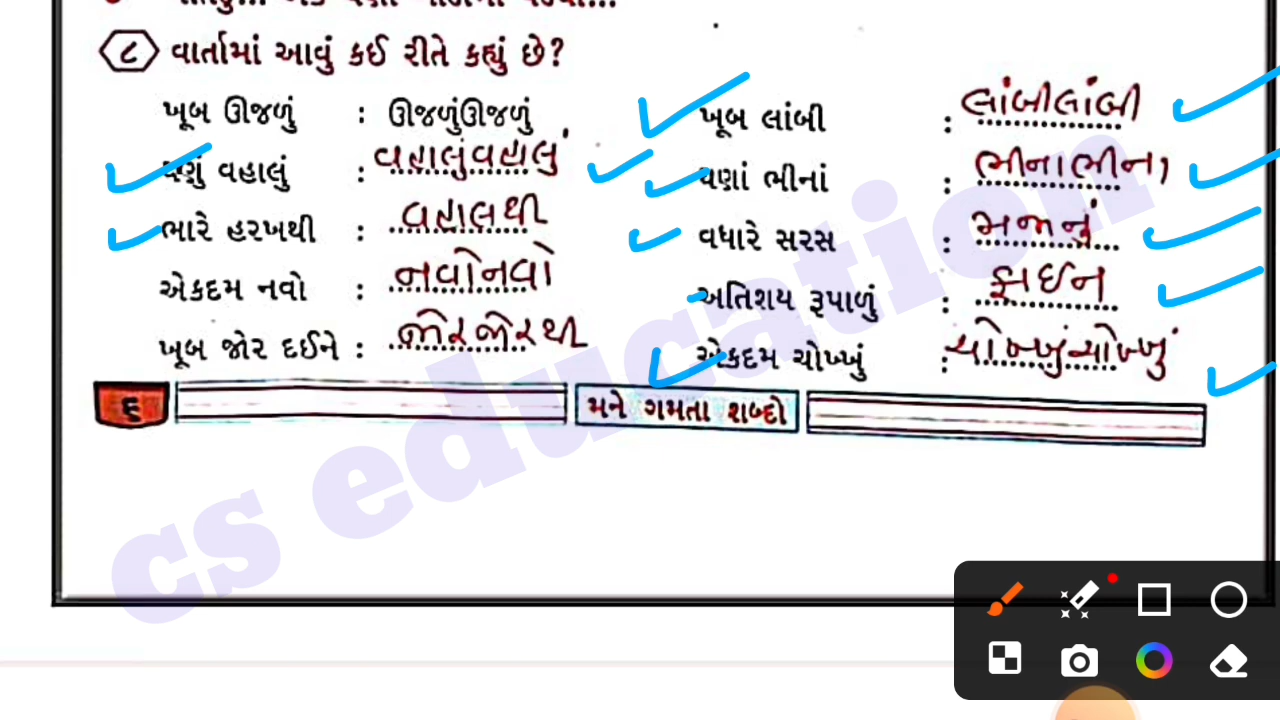 ૮ વાર્તામાં આવું કઈ રીતે કહ્યું છે?
ખૂબ ઊજળું : ઊજળુંઊજળું
ઘણું વહાલું : વહાલુંવહાલું
ભારે હરખથી : વહાલથી
એકદમ નવો : નવોનવો
ખૂબ જોર દઈને : જોરજોરથી
ખૂબ લાંબી : લાંબીલાંબી
ઘણાં ભીનાં : ભીનાભીના
વધારે સરસ : મજાનું
અતિશય રૂપાળું : ફાઈન
એકદમ ચોખ્ખું : ચોખ્ખુંચોખ્ખું
૬ મને ગમતા શબ્દો
cs education